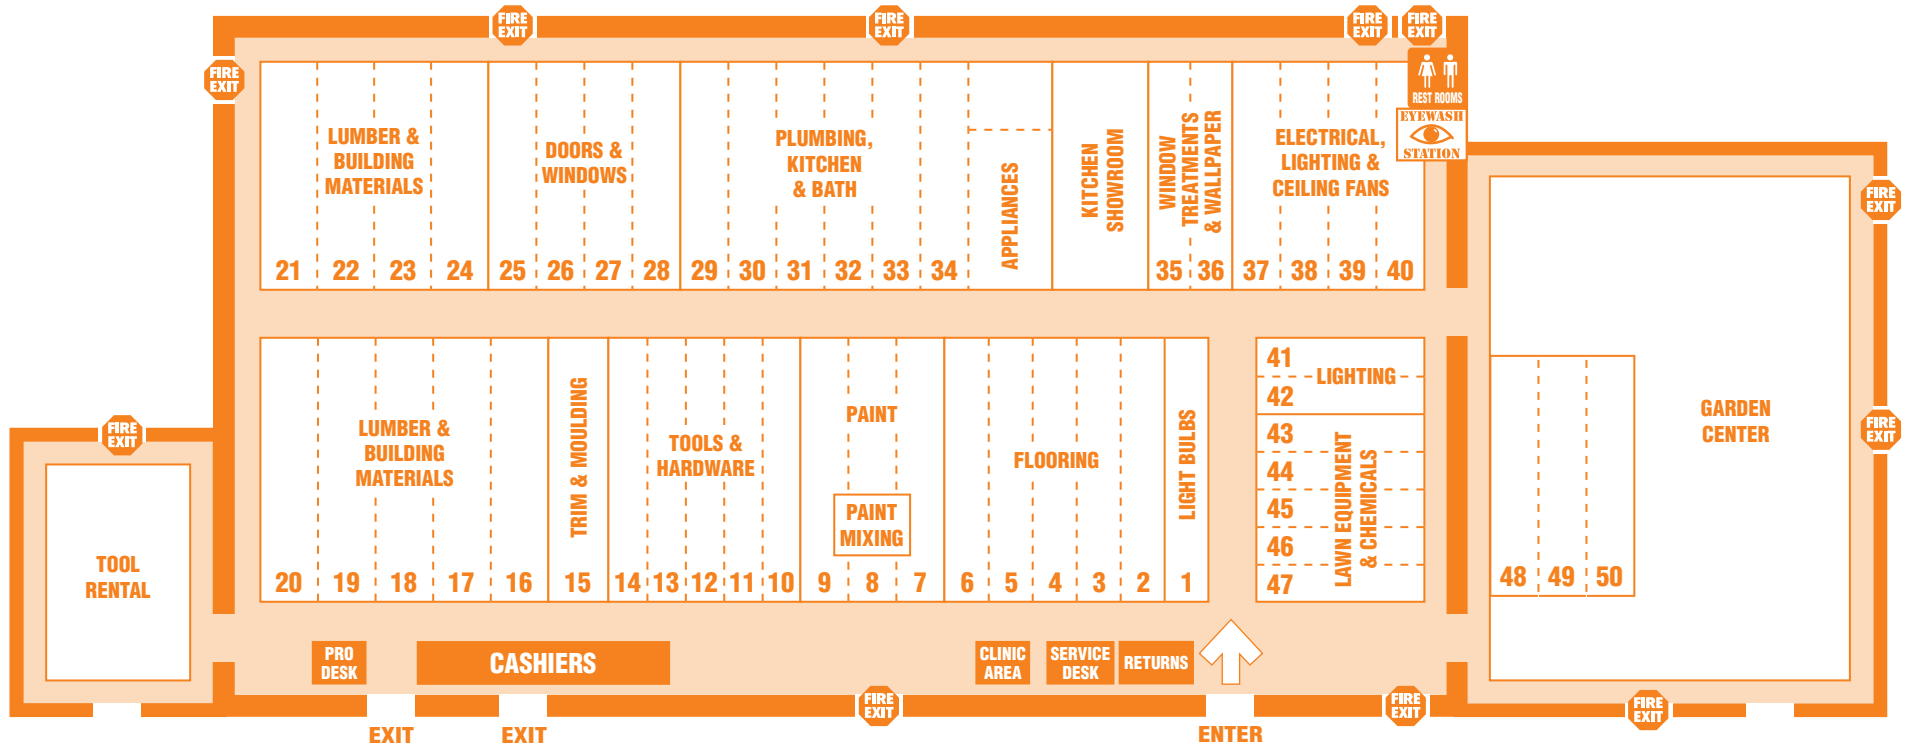 FIRE
EXIT
FIRE
EXIT
FIRE
EXIT
FIRE
EXIT
FIRE
EXIT
REST ROOMS
EYEWASH
STATION
LUMBER &
BUILDING
MATERIALS
DOORS &
WINDOWS
PLUMBING,
KITCHEN
& BATH
APPLIANCES
KITCHEN
SHOWROOM
WINDOW
TREATMENTS
& WALLPAPER
ELECTRICAL,
LIGHTING &
CEILING FANS
21 22 23 24 25 26 27 28 29 30 31 32 33 34 35 36 37 38 39 40
FIRE
EXIT
FIRE
EXIT
FIRE
EXIT
TOOL
RENTAL
LUMBER &
BUILDING
MATERIALS
TRIM & MOULDING
TOOLS &
HARDWARE
PAINT
PAINT
MIXING
FLOORING
LIGHT BULBS
20 19 18 17 16 15 14 13 12 11 10 9 8 7 6 5 4 3 2 1
41
LIGHTING
42
43
44
45
46
47
LAWN EQUIPMENT
& CHEMICALS
GARDEN
CENTER
48 49 50
PRO
DESK
CASHIERS
CLINIC
AREA
SERVICE
DESK
RETURNS
FIRE
EXIT
FIRE
EXIT
FIRE
EXIT
EXIT
EXIT
ENTER